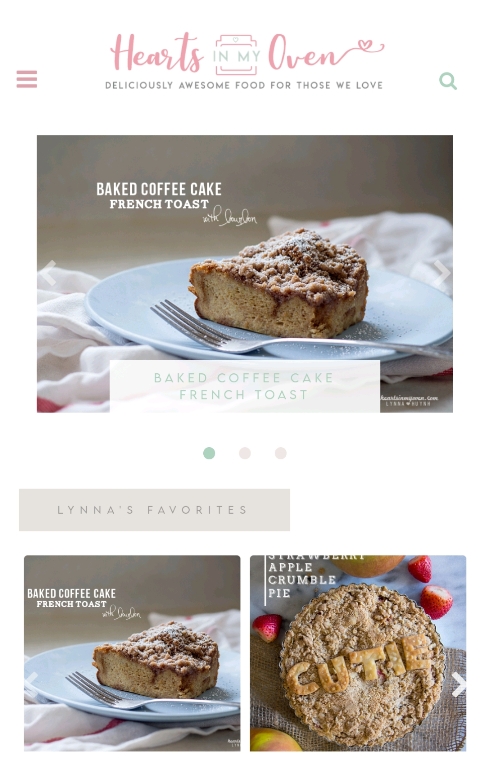 Hearts IN MY Oven
DELICIOUSLY AWESOME FOOD FOR THOSE WE LOVE
BAKED COFFEE CAKE
FRENCH TOAST
with bourbon
BAKED COFFEE CAKE
FRENCH TOAST
heartsinmyoven.com
LYNNA ♥ HUYNH
LYNNA'S FAVORITES
BAKED COFFEE CAKE
FRENCH TOAST
with bourbon
STRAWBERRY
APPLE
CRUMBLE
PIE
CUTIE